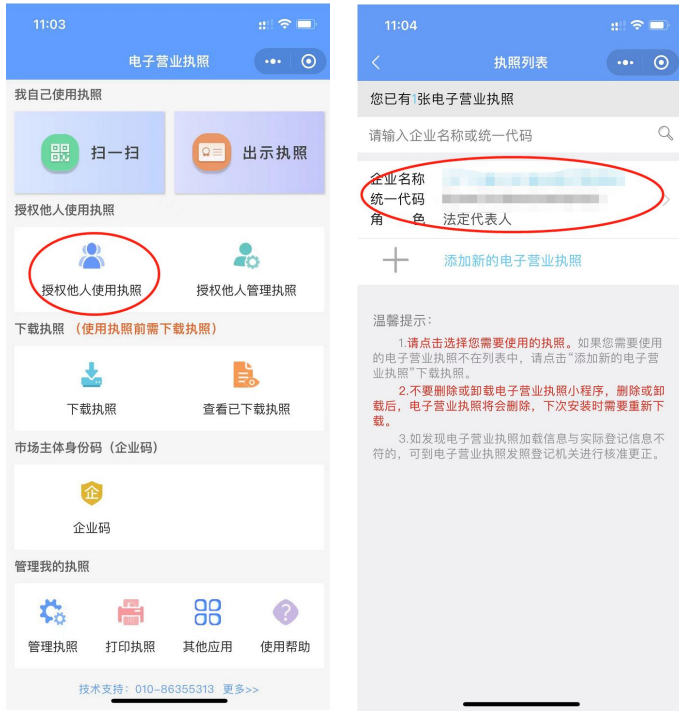 11:03
电子营业执照
我自己使用执照
扫一扫
出示执照
授权他人使用执照
授权他人使用执照
授权他人管理执照
下载执照 （使用执照前需下载执照）
下载执照
查看已下载执照
市场主体身份码（企业码）
企
企业码
管理我的执照
管理执照
打印执照
其他应用
使用帮助
技术支持：010-86355313 更多>>
11:04
执照列表
您已有1张电子营业执照
请输入企业名称或统一代码
企业名称
统一代码
角 色 法定代表人
添加新的电子营业执照
温馨提示：
1.请点击选择您需要使用的执照。如果您需要使用
的电子营业执照不在列表中，请点击“添加新的电子营
业执照”下载执照。
2.不要删除或卸载电子营业执照小程序，删除或卸
载后，电子营业执照将会删除，下次安装时需要重新下
载。
3.如发现电子营业执照加载信息与实际登记信息不
符的，可到电子营业执照发照登记机关进行核准更正。